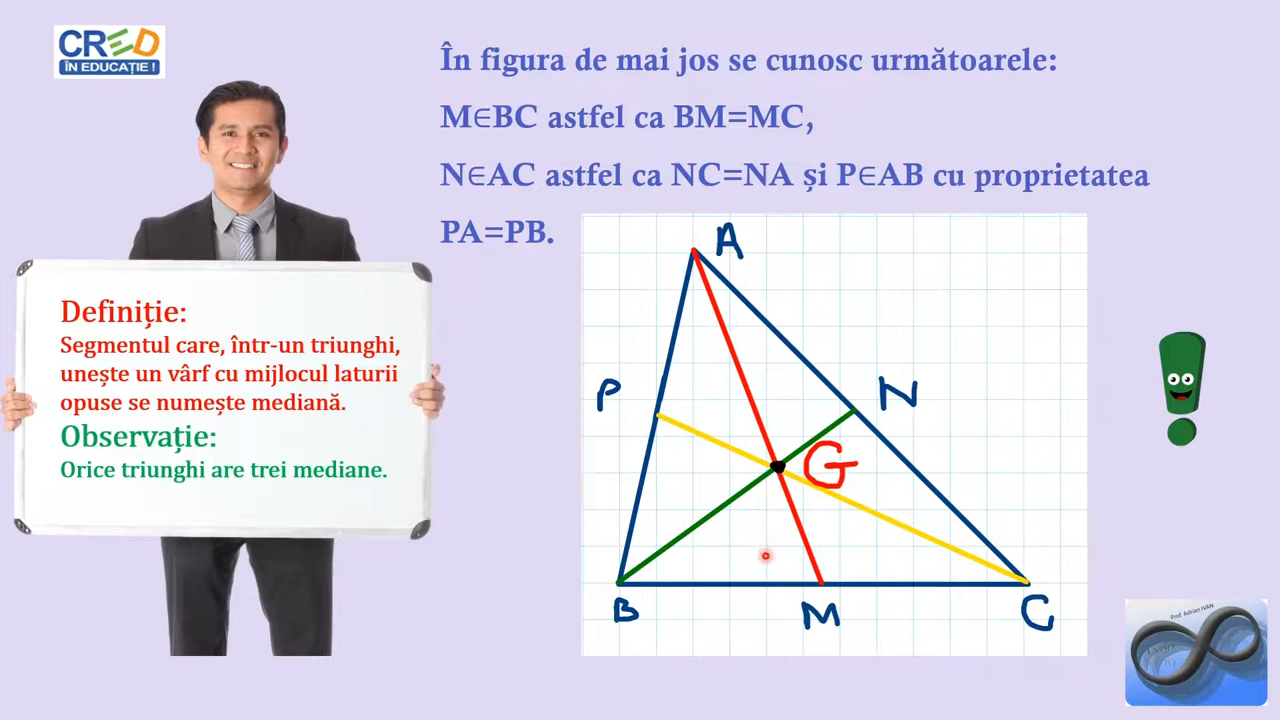 CRED
ÎN EDUCAȚIE !
În figura de mai jos se cunosc următoarele:
M∈BC astfel ca BM=MC,
N∈AC astfel ca NC=NA și P∈AB cu proprietatea
PA=PB.
Definiție:
Segmentul care, într-un triunghi,
unește un vârf cu mijlocul laturii
opuse se numește mediană.
Observație:
Orice triunghi are trei mediane.
A
P
N
G
B
M
C
Prof. Adrian IVAN